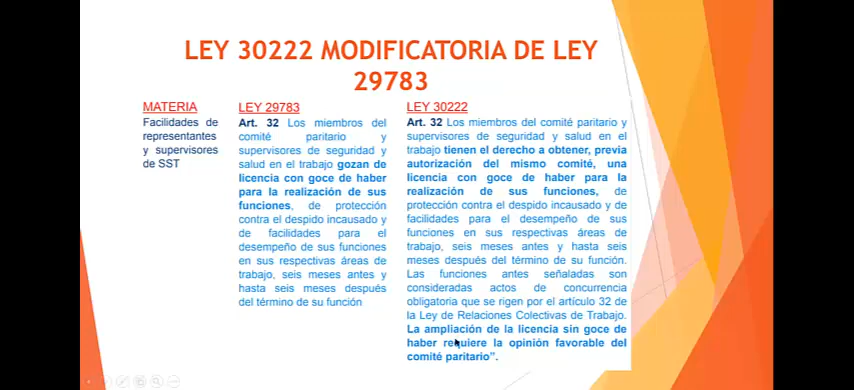 LEY 30222 MODIFICATORIA DE LEY
29783
MATERIA
Facilidades de
representantes
y supervisores
de SST
LEY 29783
Art. 32 Los miembros del
comité paritario y
supervisores de seguridad y
salud en el trabajo gozan de
licencia con goce de haber
para la realización de sus
funciones, de protección
contra el despido incausado y
de facilidades para el
desempeño de sus funciones
en sus respectivas áreas de
trabajo, seis meses antes y
hasta seis meses después
del término de su función
LEY 30222
Art. 32 Los miembros del comité paritario y
supervisores de seguridad y salud en el
trabajo tienen el derecho a obtener, previa
autorización del mismo comité, una
licencia con goce de haber para la
realización de sus funciones, de
protección contra el despido incausado y de
facilidades para el desempeño de sus
funciones en sus respectivas áreas de
trabajo, seis meses antes y hasta seis
meses después del término de su función.
Las funciones antes señaladas son
consideradas actos de concurrencia
obligatoria que se rigen por el artículo 32 de
la Ley de Relaciones Colectivas de Trabajo.
La ampliación de la licencia sin goce de
haber requiere la opinión favorable del
comité paritario”.